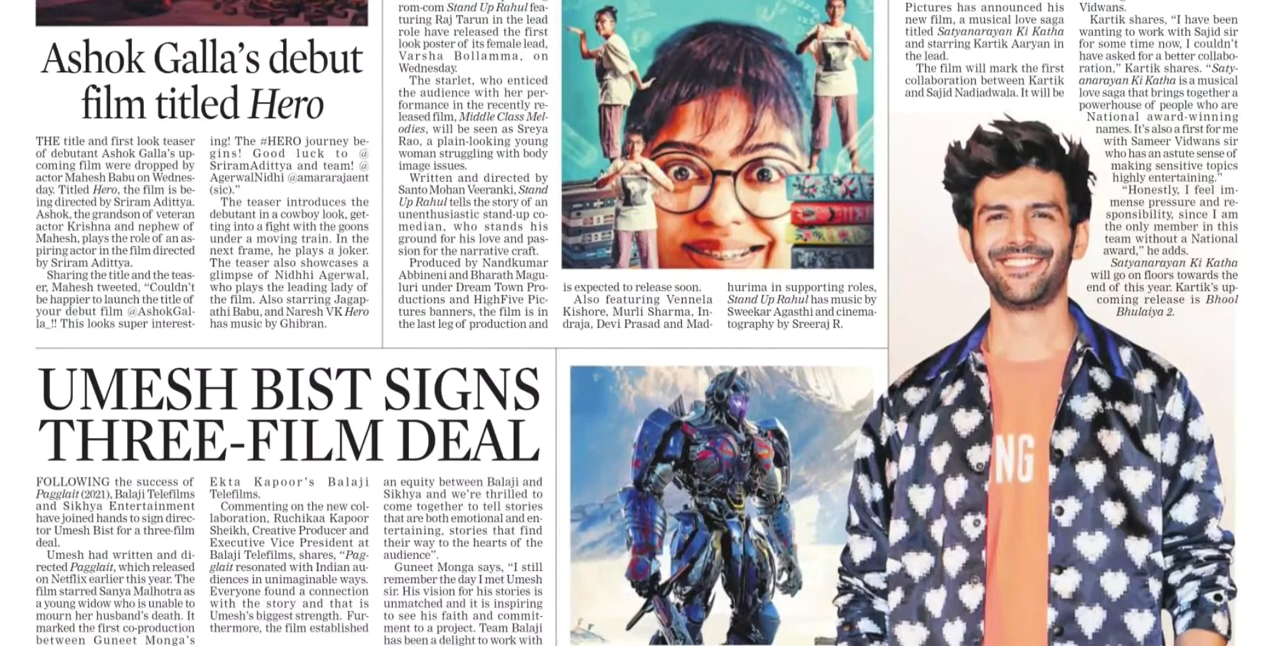 Ashok Galla’s debut
film titled Hero
THE title and first look teaser
of debutant Ashok Galla’s up-
coming film were dropped by
actor Mahesh Babu on Wednes-
day. Titled Hero, the film is be-
ing directed by Sriram Adittya.
Ashok, the grandson of veteran
actor Krishna and nephew of
Mahesh, plays the role of an as-
piring actor in the film directed
by Sriram Adittya.
Sharing the title and the teas-
er, Mahesh tweeted, “Couldn’t
be happier to launch the title of
your debut film @AshokGal-
la_!! This looks super interest-
ing! The #HERO journey be-
gins! Good luck to @
SriramAdittya and team! @
AgerwalNidhi @amararajaent
(sic).”
The teaser introduces the
debutant in a cowboy look, get-
ting into a fight with the goons
under a moving train. In the
next frame, he plays a joker.
The teaser also showcases a
glimpse of Nidhhi Agerwal,
who plays the leading lady of
the film. Also starring Jagap-
athi Babu, and Naresh VK Hero
has music by Ghibran.
rom-com Stand Up Rahul fea-
turing Raj Tarun in the lead
role have released the first
look poster of its female lead,
Varsha Bollamma, on
Wednesday.
The starlet, who enticed
the audience with her per-
formance in the recently re-
leased film, Middle Class Mel-
odies, will be seen as Sreya
Rao, a plain-looking young
woman struggling with body
image issues.
Written and directed by
Santo Mohan Veeranki, Stand
Up Rahul tells the story of an
unenthusiastic stand-up co-
median, who stands his
ground for his love and pas-
sion for the narrative craft.
Produced by Nandkumar
Abbineni and Bharath Magu-
luri under Dream Town Pro-
ductions and HighFive Pic-
tures banners, the film is in
the last leg of production and
is expected to release soon.
Also featuring Vennela
Kishore, Murli Sharma, In-
draja, Devi Prasad and Mad-
hurima in supporting roles,
Stand Up Rahul has music by
Sweekar Agasthi and cinema-
tography by Sreeraj R.
Pictures has announced his
new film, a musical love saga
titled Satyanarayan Ki Katha
and starring Kartik Aaryan in
the lead.
The film will mark the first
collaboration between Kartik
and Sajid Nadiadwala. It will be
Vidwans.
Kartik shares, “I have been
wanting to work with Sajid sir
for some time now, I couldn’t
have asked for a better collabo-
ration,” Kartik shares. “Saty-
anarayan Ki Katha is a musical
love saga that brings together a
powerhouse of people who are
National award-winning
names. It’s also a first for me
with Sameer Vidwans sir
who has an astute sense of
making sensitive topics
highly entertaining.”
“Honestly, I feel im-
mense pressure and re-
sponsibility, since I am
the only member in this
team without a National
award,” he adds.
Satyanarayan Ki Katha
will go on floors towards the
end of this year. Kartik’s up-
coming release is Bhool
Bhulaiya 2.
UMESH BIST SIGNS
THREE-FILM DEAL
FOLLOWING the success of
Pagglait (2021), Balaji Telefilms
and Sikhya Entertainment
have joined hands to sign direc-
tor Umesh Bist for a three-film
deal.
Umesh had written and di-
rected Pagglait, which released
on Netflix earlier this year. The
film starred Sanya Malhotra as
a young widow who is unable to
mourn her husband’s death. It
marked the first co-production
between Guneet Monga’s
Ekta Kapoor’s Balaji
Telefilms.
Commenting on the new col-
laboration, Ruchikaa Kapoor
Sheikh, Creative Producer and
Executive Vice President at
Balaji Telefilms, shares, “Pag-
glait resonated with Indian au-
diences in unimaginable ways.
Everyone found a connection
with the story and that is
Umesh’s biggest strength. Fur-
thermore, the film established
an equity between Balaji and
Sikhya and we’re thrilled to
come together to tell stories
that are both emotional and en-
tertaining, stories that find
their way to the hearts of the
audience”.
Guneet Monga says, “I still
remember the day I met Umesh
sir. His vision for his stories is
unmatched and it is inspiring
to see his faith and commit-
ment to a project. Team Balaji
has been a delight to work with
NG